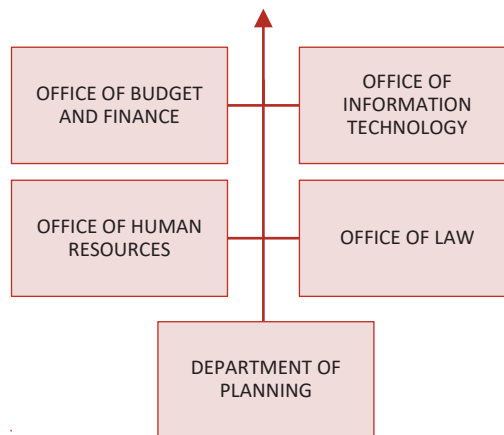 OFFICE OF BUDGET
AND FINANCE
OFFICE OF
INFORMATION
TECHNOLOGY
OFFICE OF HUMAN
RESOURCES
OFFICE OF LAW
DEPARTMENT OF
PLANNING